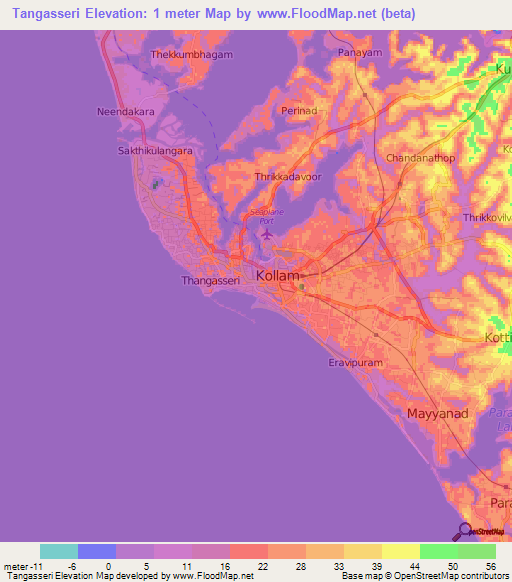 Tangasseri Elevation: 1 meter Map by www.FloodMap.net (beta)
Thekkumbhagam
Panayam
Ku
Neendakara
Perinad
Sakthikulangara
Chandanathop
Thrikkadavoor
Seaplane
Port
Thrikkovilv
Kollam
Thangasseri
Kotti
Eravipuram
Mayyanad
Para
La
Para
OpenStreetMap
meter -11 -6 0 5 11 16 22 28 33 39 44 50 56
Tangasseri Elevation Map developed by www.FloodMap.net
Base map © OpenStreetMap contributors